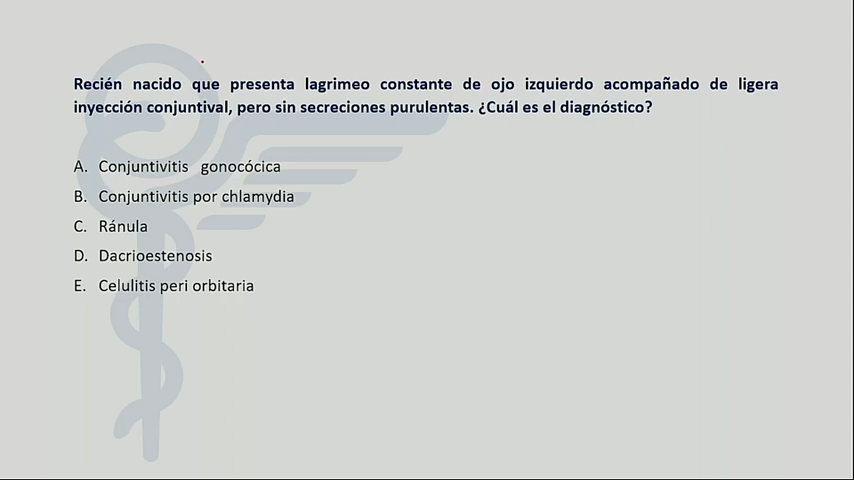 Recién nacido que presenta lagrimeo constante de ojo izquierdo acompañado de ligera
inyección conjuntival, pero sin secreciones purulentas. ¿Cuál es el diagnóstico?
A. Conjuntivitis gonocócica
B. Conjuntivitis por chlamydia
C. Ránula
D. Dacrioestenosis
E. Celulitis peri orbitaria